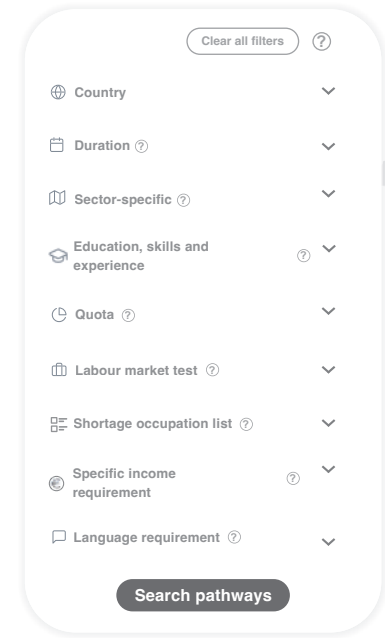 Clear all filters ?
Country
Duration ?
Sector-specific ?
Education, skills and
experience ?
Quota ?
Labour market test ?
Shortage occupation list ?
Specific income
requirement ?
Language requirement ?
Search pathways